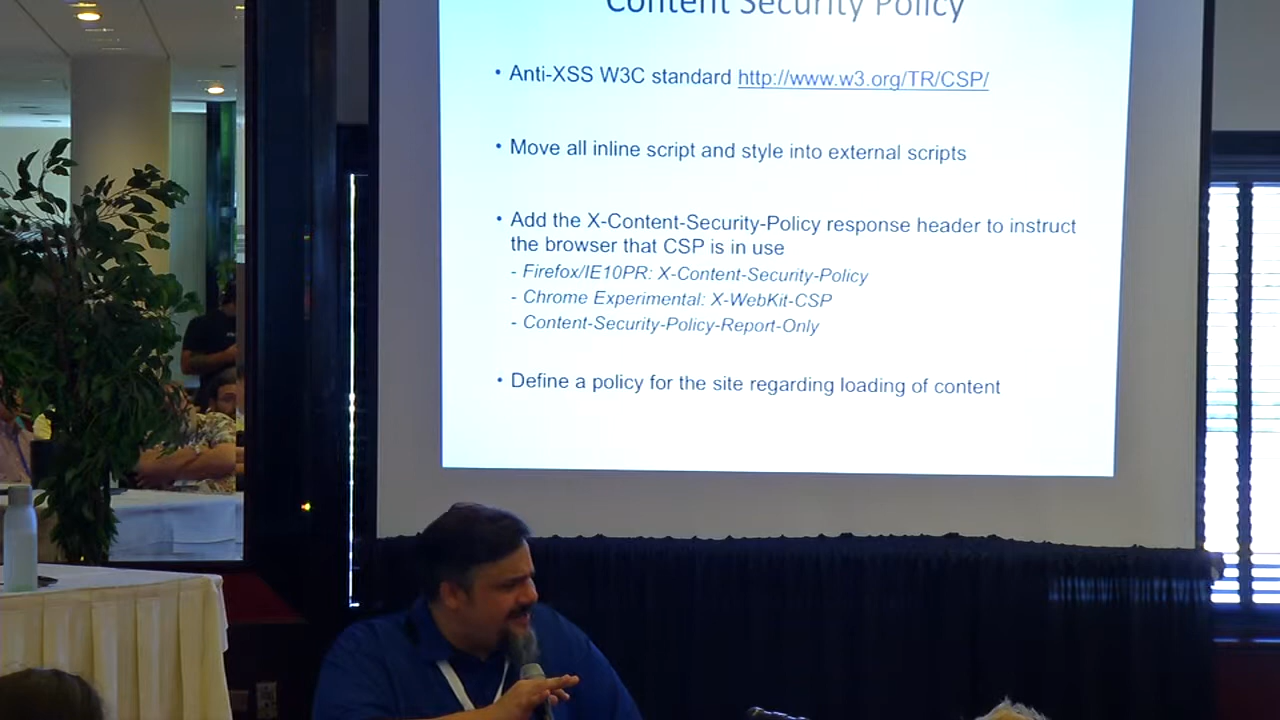 Content Security Policy
• Anti-XSS W3C standard http://www.w3.org/TR/CSP/
• Move all inline script and style into external scripts
• Add the X-Content-Security-Policy response header to instruct
the browser that CSP is in use
- Firefox/IE10PR: X-Content-Security-Policy
- Chrome Experimental: X-WebKit-CSP
- Content-Security-Policy-Report-Only
• Define a policy for the site regarding loading of content